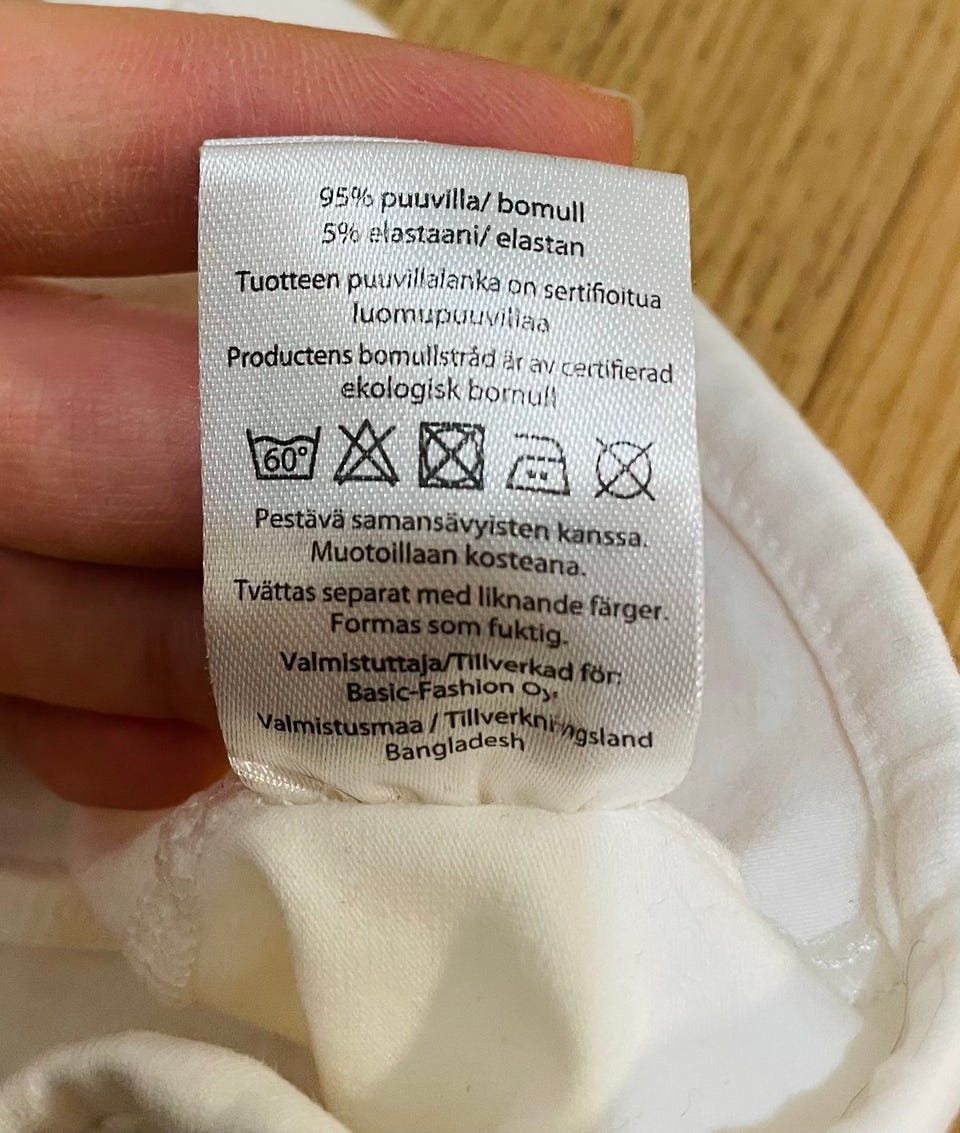 95% puuvilla/ bomull
5% elastaani/ elastan
Tuotteen puuvillalanka on sertifioitua
luomupuuvillaa
Productens bomullstråd är av certifierad
ekologisk bomull
60°
Pestävä samansävyisten kanssa.
Muotoillaan kosteana.
Tvättas separat med liknande färger.
Formas som fuktig.
Valmistuttaja/Tillverkad för:
Basic-Fashion Oy.
Valmistusmaa / Tillverkningsland
Bangladesh